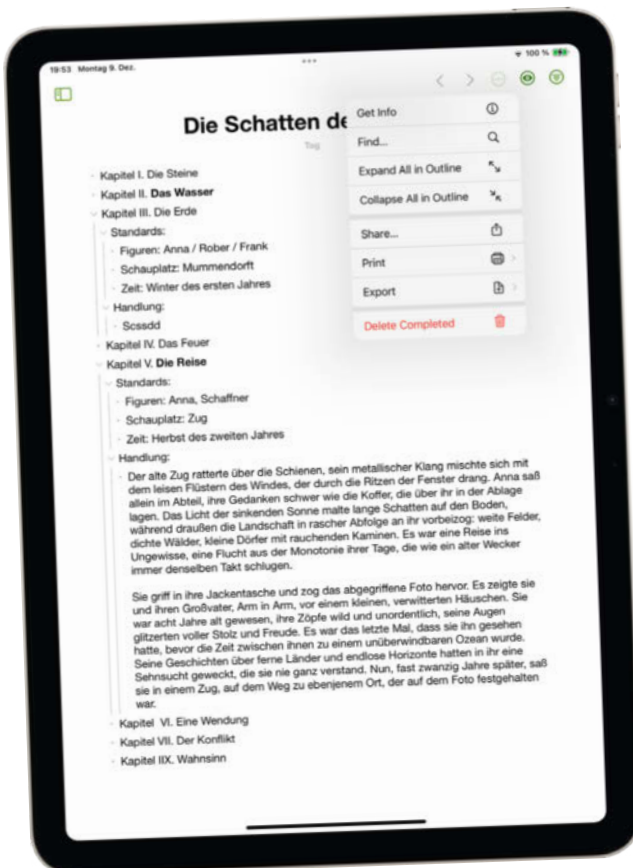 19:53 Montag 9. Dez.
100 %
Die Schatten de
Tag
Get Info
Find...
Expand All in Outline
Collapse All in Outline
Share...
Print
Export
Delete Completed
Kapitel I. Die Steine
Kapitel II. Das Wasser
Kapitel III. Die Erde
Standards:
Figuren: Anna / Rober / Frank
Schauplatz: Mummendorft
Zeit: Winter des ersten Jahres
Handlung:
Scssdd
Kapitel IV. Das Feuer
Kapitel V. Die Reise
Standards:
Figuren: Anna, Schaffner
Schauplatz: Zug
Zeit: Herbst des zweiten Jahres
Handlung:
Der alte Zug ratterte über die Schienen, sein metallischer Klang mischte sich mit
dem leisen Flüstern des Windes, der durch die Ritzen der Fenster drang. Anna saß
allein im Abteil, ihre Gedanken schwer wie die Koffer, die über ihr in der Ablage
lagen. Das Licht der sinkenden Sonne malte lange Schatten auf den Boden,
während draußen die Landschaft in rascher Abfolge an ihr vorbeizog: weite Felder,
dichte Wälder, kleine Dörfer mit rauchenden Kaminen. Es war eine Reise ins
Ungewisse, eine Flucht aus der Monotonie ihrer Tage, die wie ein alter Wecker
immer denselben Takt schlugen.
Sie griff in ihre Jackentasche und zog das abgegriffene Foto hervor. Es zeigte sie
und ihren Großvater, Arm in Arm, vor einem kleinen, verwitterten Häuschen. Sie
war acht Jahre alt gewesen, ihre Zöpfe wild und unordentlich, seine Augen
glitzerten voller Stolz und Freude. Es war das letzte Mal, dass sie ihn gesehen
hatte, bevor die Zeit zwischen ihnen zu einem unüberwindbaren Ozean wurde.
Seine Geschichten über ferne Länder und endlose Horizonte hatten in ihr eine
Sehnsucht geweckt, die sie nie ganz verstand. Nun, fast zwanzig Jahre später, saß
sie in einem Zug, auf dem Weg zu ebenjenem Ort, der auf dem Foto festgehalten
war.
Kapitel VI. Eine Wendung
Kapitel VII. Der Konflikt
Kapitel IIX. Wahnsinn